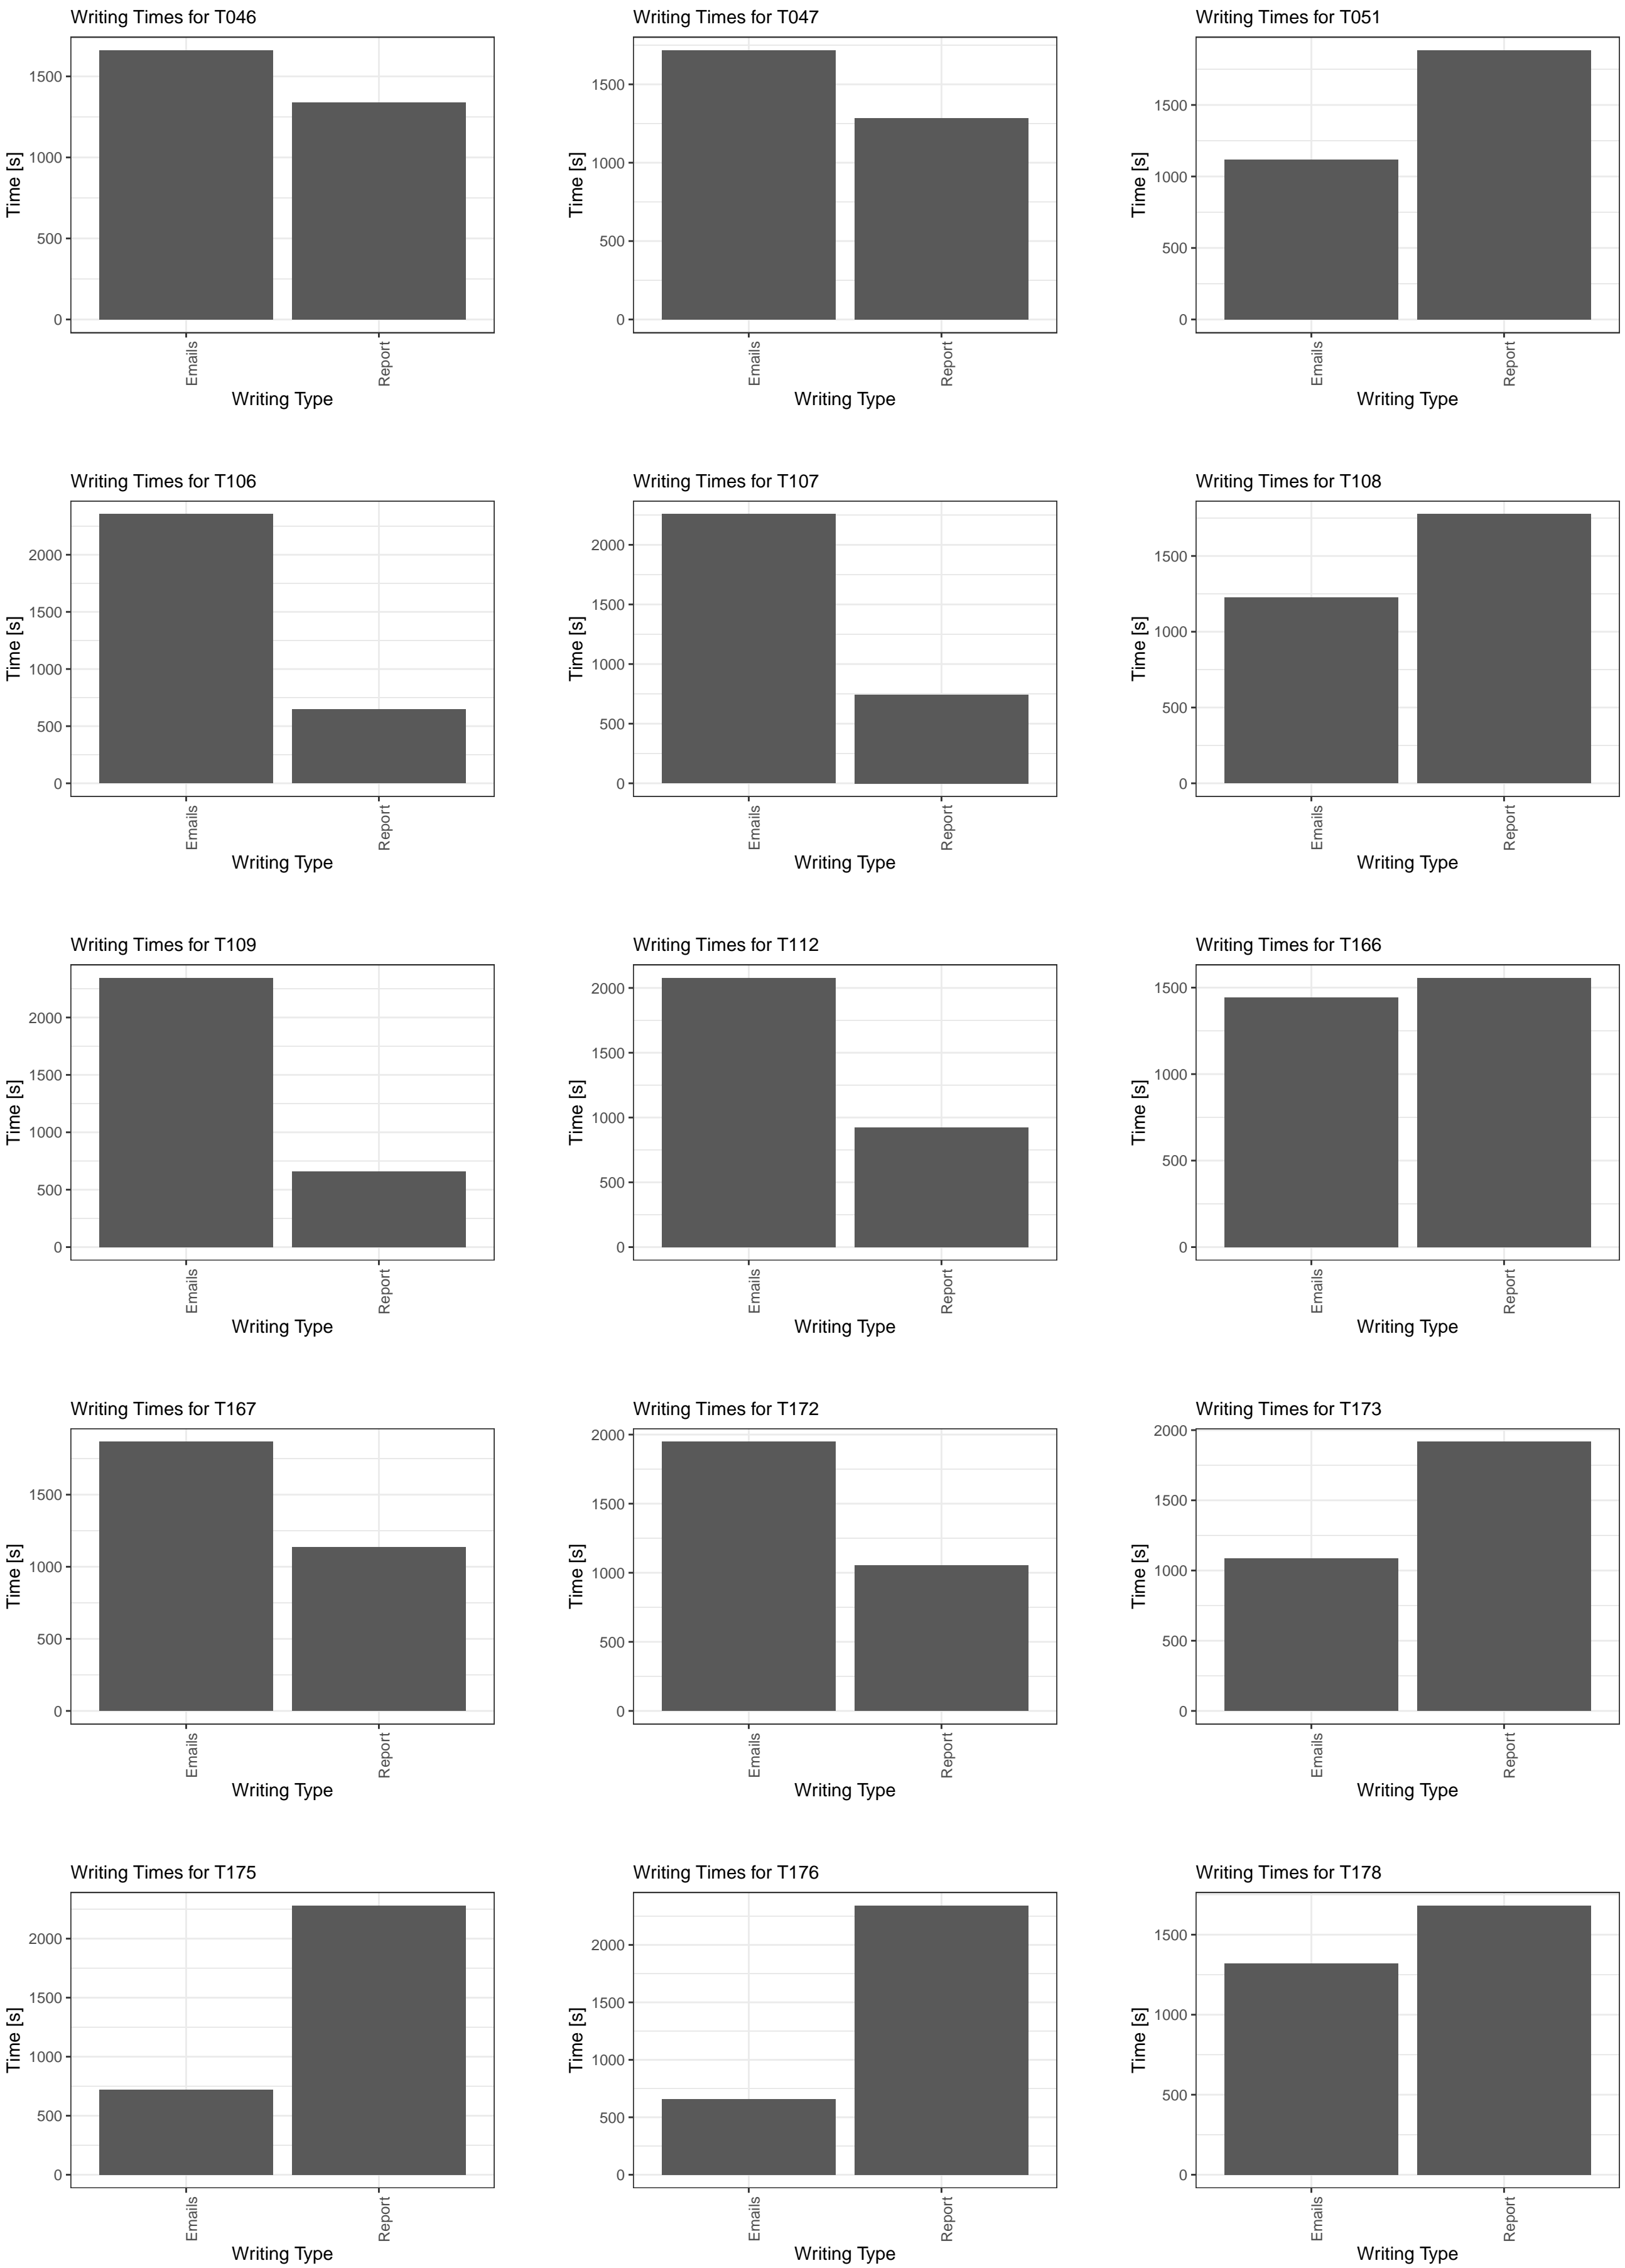 Writing Times for T046
Time [s]
1500
1000
500
0
Emails
Report
Writing Type
Writing Times for T047
Time [s]
1500
1000
500
0
Emails
Report
Writing Type
Writing Times for T051
Time [s]
1500
1000
500
0
Emails
Report
Writing Type
Writing Times for T106
Time [s]
2000
1500
1000
500
0
Emails
Report
Writing Type
Writing Times for T107
Time [s]
2000
1500
1000
500
0
Emails
Report
Writing Type
Writing Times for T108
Time [s]
1500
1000
500
0
Emails
Report
Writing Type
Writing Times for T109
Time [s]
2000
1500
1000
500
0
Emails
Report
Writing Type
Writing Times for T112
Time [s]
2000
1500
1000
500
0
Emails
Report
Writing Type
Writing Times for T166
Time [s]
1500
1000
500
0
Emails
Report
Writing Type
Writing Times for T167
Time [s]
1500
1000
500
0
Emails
Report
Writing Type
Writing Times for T172
Time [s]
2000
1500
1000
500
0
Emails
Report
Writing Type
Writing Times for T173
Time [s]
2000
1500
1000
500
0
Emails
Report
Writing Type
Writing Times for T175
Time [s]
2000
1500
1000
500
0
Emails
Report
Writing Type
Writing Times for T176
Time [s]
2000
1500
1000
500
0
Emails
Report
Writing Type
Writing Times for T178
Time [s]
1500
1000
500
0
Emails
Report
Writing Type